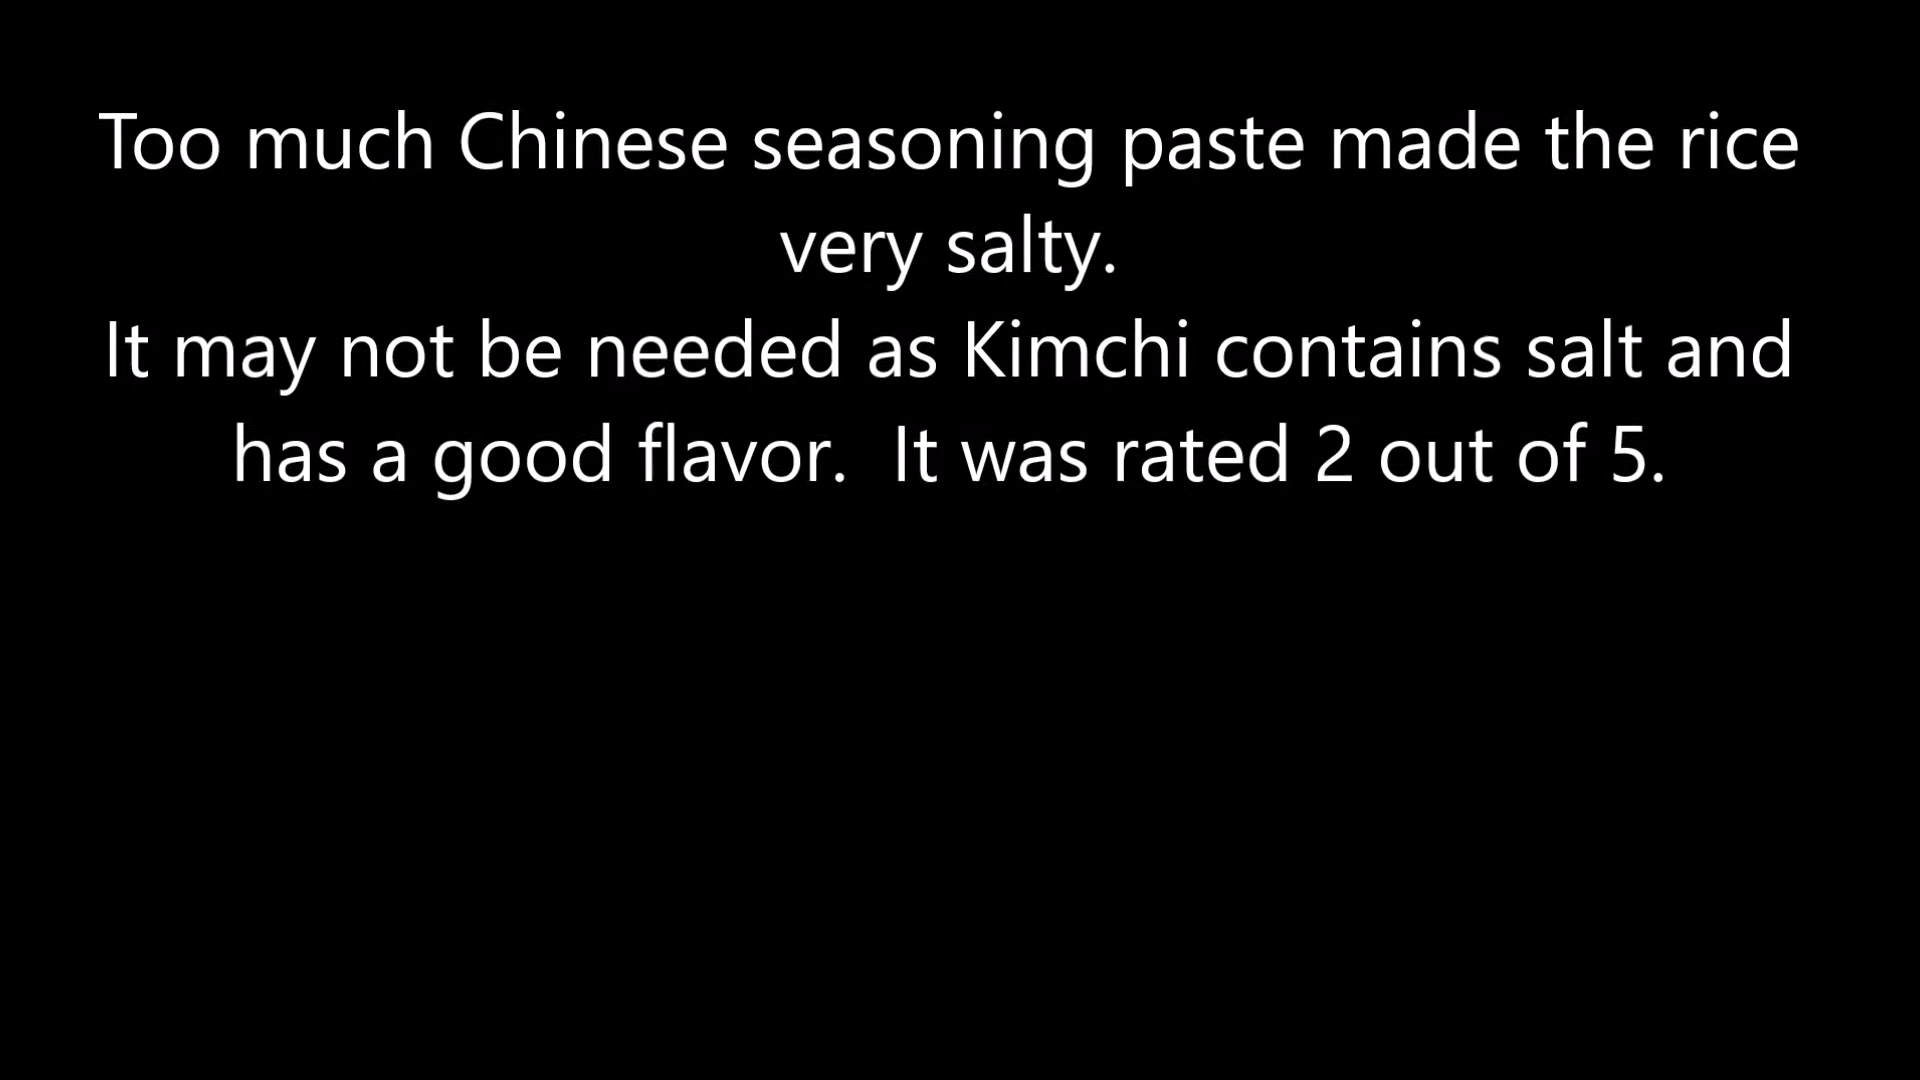 Too much Chinese seasoning paste made the rice
very salty.
It may not be needed as Kimchi contains salt and
has a good flavor.  It was rated 2 out of 5.